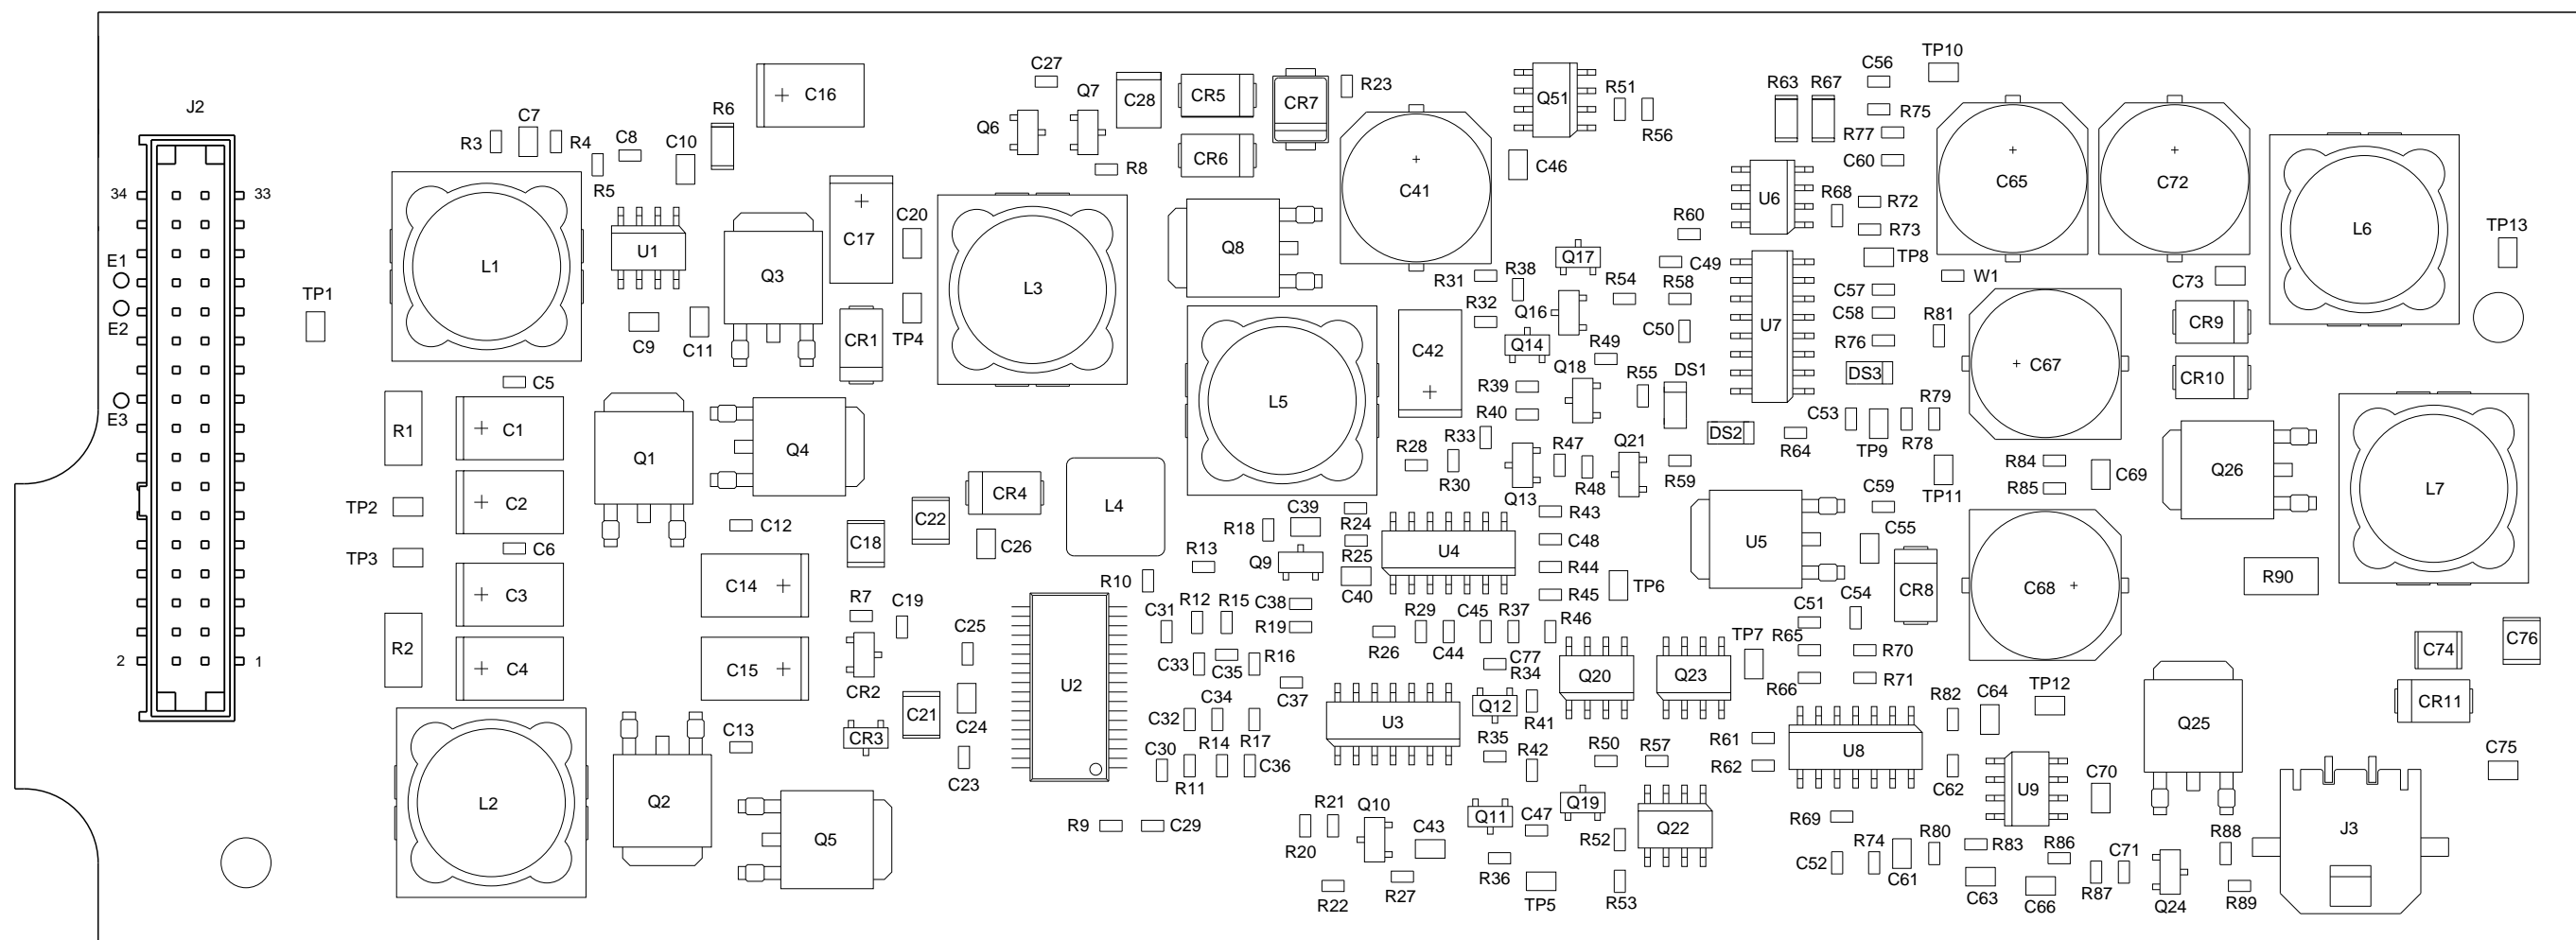 TP10
C27 C56
Q7 R23 R51 R63 R67
J2 C16 C28 CR5 CR7 Q51
R6 R75
C7 Q6 R56 R77
R3 R4 C8 C10 CR6 C46 C60
R5 R8 C41 C65 C72
34 33 U6 R68 R72
C20 R60 R73 TP13
C17 Q8 L6
U1 Q17 TP8
E1 L1 Q3 L3 R31 R38 C49 W1 C73
TP1 R54 R58 C57
E2 R32 Q16 C58 R81 CR9
C9 C11 CR1 TP4 U7 C50
C42 Q14 R49 R76
Q18 DS1 DS3 C67
C5 R39 R55 CR10
L5 R79
E3 R1 C1 R40 C53
Q1 Q4 R28 R33 Q21 DS2 R64 TP9 R78
R47 R84 C69 Q26
R30 R48 R59 TP11 R85 L7
CR4 L4 Q13
TP2 C2 C22 C39 C59
C12 R18 R24 R43
C6 C18 C26 U4 C48 U5 C55
TP3 R13 Q9 R25
R10 R44 R90
C14 C40 R45 TP6 CR8 C68
C3 R7 C19 C31 R12 R15 C38 R29 C45 R37 C51 C54
R19 R46
R2 C25 R26 C44 TP7 R65 C76
2 1 C4 C15 C33 C35 R16 C77 R70 C74
R34 Q20 Q23
CR2 U2 C37 R66 R71 TP12
C34 Q12 R82 C64 CR11
C21 C24 C32 U3 R41 Q25
CR3 R14 R17 R35 R61
C13 C30 R42 R50 R57 U8 C75
R11 C36 R62 C70
L2 Q2 C23 C62 U9
Q10 Q19
R21 Q11 C47 R69
R9 C29 Q22 J3
Q5 C43 R52 R74 R80 R83 R86 C71 R88
R20 C52 C61
R27 R36 C63 R87
R22 TP5 R53 C66 Q24 R89